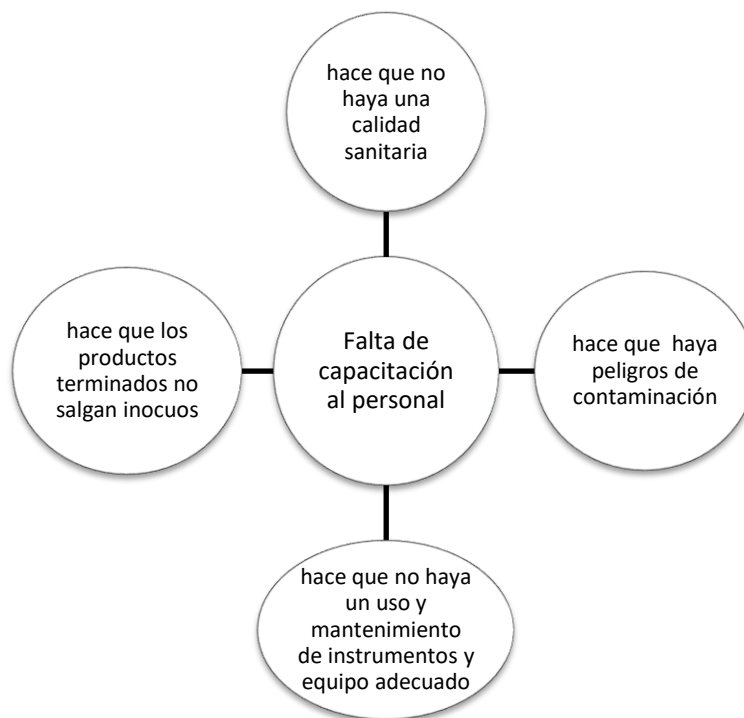 hace que no
haya una
calidad
sanitaria
hace que los
productos
terminados no
salgan inocuos
Falta de
capacitación
al personal
hace que  haya
peligros de
contaminación
hace que no haya
un uso y
mantenimiento
de instrumentos y
equipo adecuado